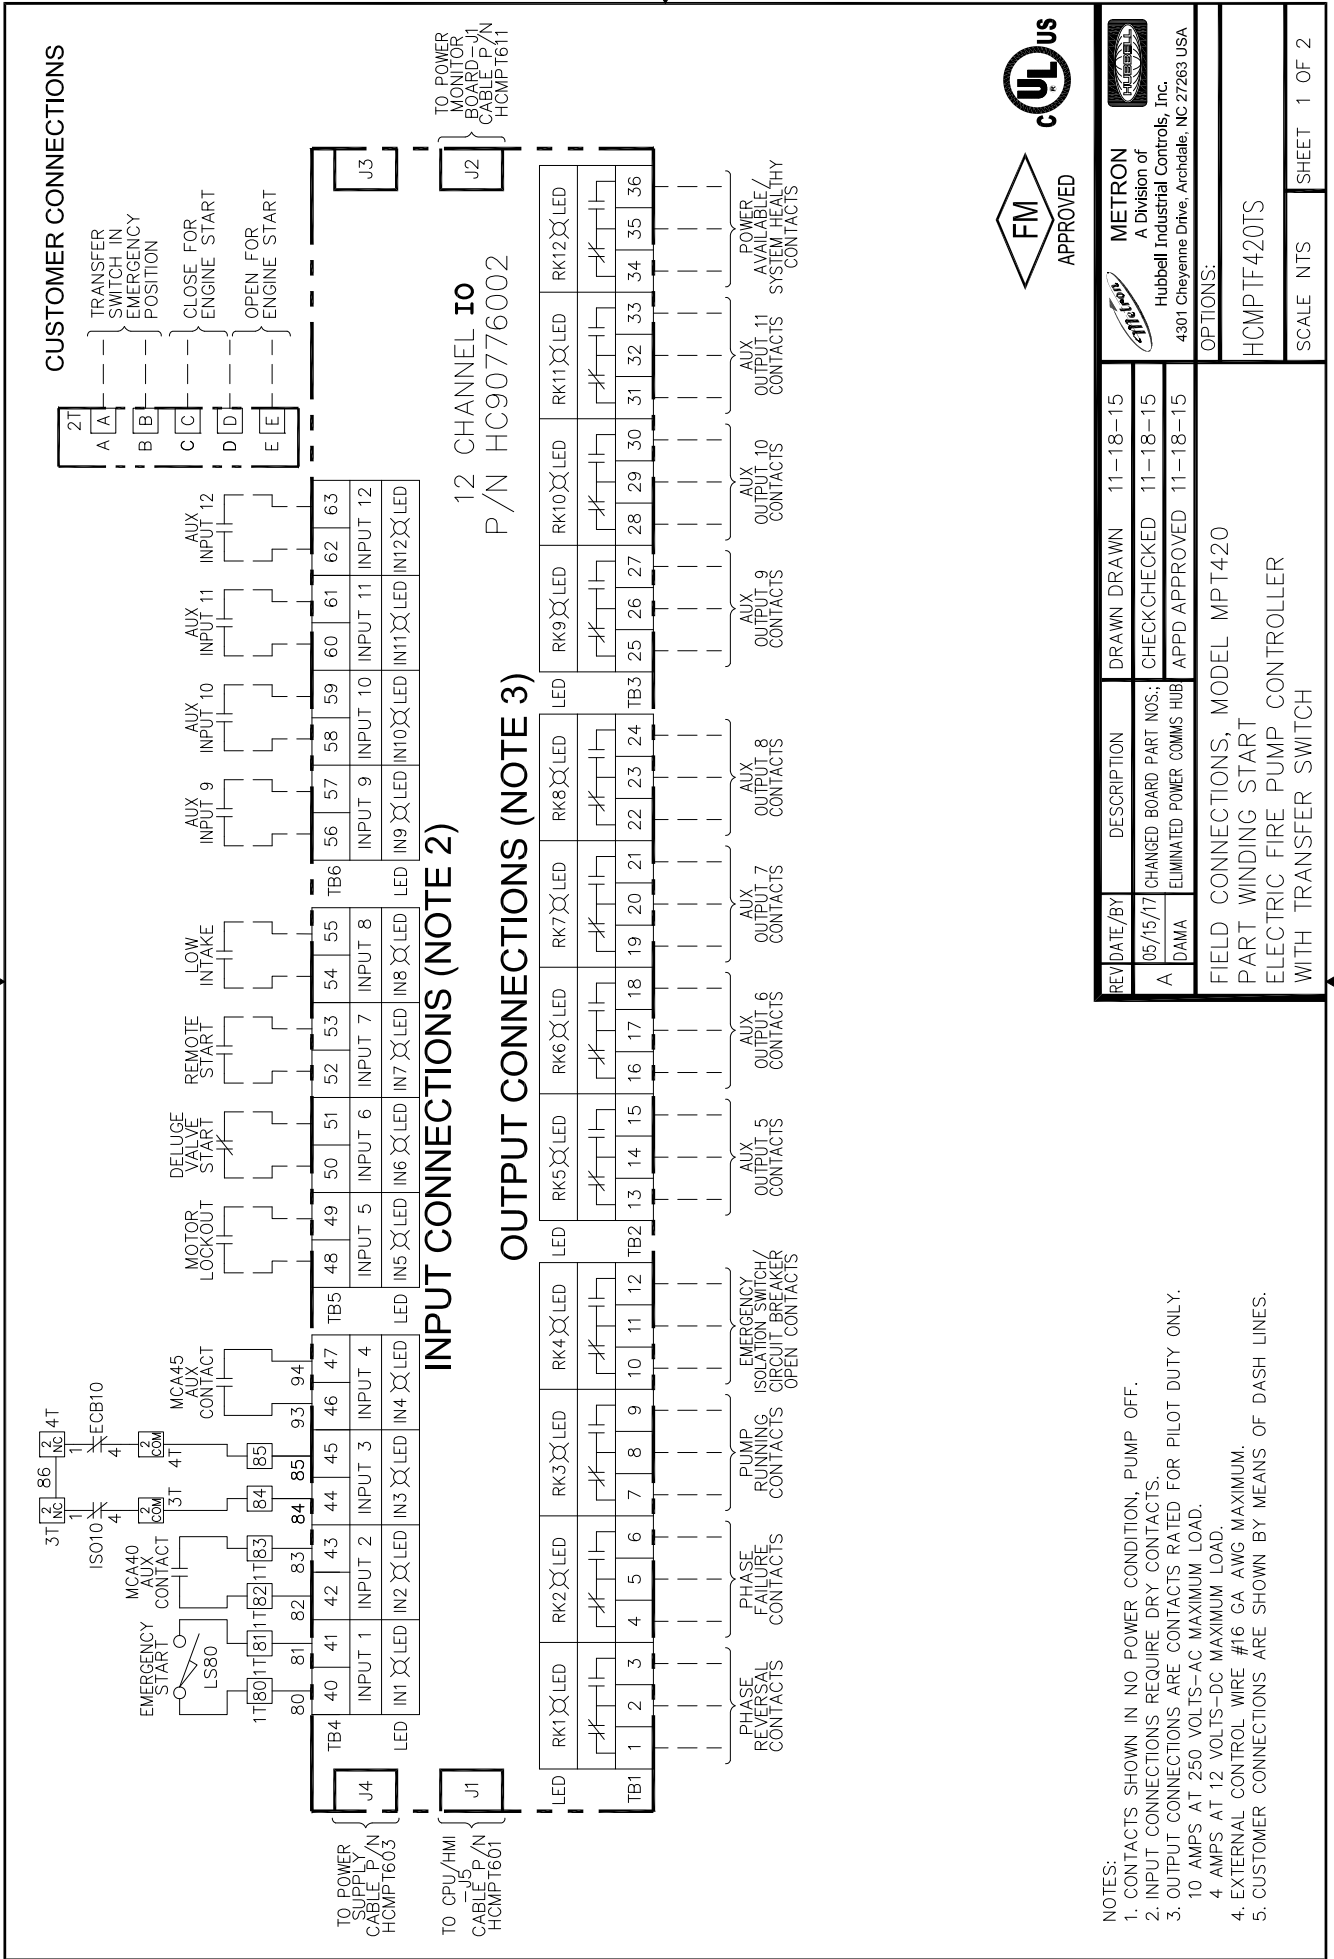 CUSTOMER CONNECTIONS
2T
A A
B B
C C
D D
E E
TRANSFER
SWITCH IN
EMERGENCY
POSITION
CLOSE FOR
ENGINE START
OPEN FOR
ENGINE START
EMERGENCY
START
LS80
MCA40
AUX
CONTACT
3T
2
NC
86
2
NC
4T
1
ISO10
4
2
COM
3T
1
ECB10
4
2
COM
4T
MCA45
AUX
CONTACT
MOTOR
LOCKOUT
DELUGE
VALVE
START
REMOTE
START
LOW
INTAKE
AUX
INPUT 9
AUX
INPUT 10
AUX
INPUT 11
AUX
INPUT 12
1T 80 1T 81 1T 82 1T 83 84 85
80 81 82 83 84 85 93 94
TB4 40 41 42 43 44 45 46 47
INPUT 1 INPUT 2 INPUT 3 INPUT 4
LED IN1 LED IN2 LED IN3 LED IN4 LED
TB5 48 49 50 51 52 53 54 55
INPUT 5 INPUT 6 INPUT 7 INPUT 8
LED IN5 LED IN6 LED IN7 LED IN8 LED
TB6 56 57 58 59 60 61 62 63
INPUT 9 INPUT 10 INPUT 11 INPUT 12
LED IN9 LED IN10 LED IN11 LED IN12 LED
J4
TO POWER
SUPPLY
CABLE P/N
HCMPT603
J1
TO CPU/HMI
-J5
CABLE P/N
HCMPT601
J3
J2
TO POWER
MONITOR
BOARD-J1
CABLE P/N
HCMPT611
INPUT CONNECTIONS (NOTE 2)
12 CHANNEL IO
P/N HC90776002
OUTPUT CONNECTIONS (NOTE 3)
LED RK1 LED RK2 LED RK3 LED RK4 LED
TB1 1 2 3 4 5 6 7 8 9 10 11 12
LED RK5 LED RK6 LED RK7 LED RK8 LED
TB2 13 14 15 16 17 18 19 20 21 22 23 24
LED RK9 LED RK10 LED RK11 LED RK12 LED
TB3 25 26 27 28 29 30 31 32 33 34 35 36
PHASE
REVERSAL
CONTACTS
PHASE
FAILURE
CONTACTS
PUMP
RUNNING
CONTACTS
EMERGENCY
ISOLATION SWITCH/
CIRCUIT BREAKER
OPEN CONTACTS
AUX
OUTPUT 5
CONTACTS
AUX
OUTPUT 6
CONTACTS
AUX
OUTPUT 7
CONTACTS
AUX
OUTPUT 8
CONTACTS
AUX
OUTPUT 9
CONTACTS
AUX
OUTPUT 10
CONTACTS
AUX
OUTPUT 11
CONTACTS
POWER
AVAILABLE/
SYSTEM HEALTHY
CONTACTS
NOTES:
1. CONTACTS SHOWN IN NO POWER CONDITION, PUMP OFF.
2. INPUT CONNECTIONS REQUIRE DRY CONTACTS.
3. OUTPUT CONNECTIONS ARE CONTACTS RATED FOR PILOT DUTY ONLY.
10 AMPS AT 250 VOLTS-AC MAXIMUM LOAD.
4 AMPS AT 12 VOLTS-DC MAXIMUM LOAD.
4. EXTERNAL CONTROL WIRE #16 GA AWG MAXIMUM.
5. CUSTOMER CONNECTIONS ARE SHOWN BY MEANS OF DASH LINES.
FM
APPROVED
C UL US
R
REV DATE/BY DESCRIPTION
A 05/15/17 CHANGED BOARD PART NOS.;
DAMA ELIMINATED POWER COMMS HUB
DRAWN DRAWN 11-18-15
CHECKCHECKED 11-18-15
APPD APPROVED 11-18-15
Metron
METRON
HUBBELL
A Division of
Hubbell Industrial Controls, Inc.
4301 Cheyenne Drive, Archdale, NC 27263 USA
FIELD CONNECTIONS, MODEL MPT420
PART WINDING START
ELECTRIC FIRE PUMP CONTROLLER
WITH TRANSFER SWITCH
OPTIONS:
HCMPTF420TS
SCALE NTS
SHEET 1 OF 2